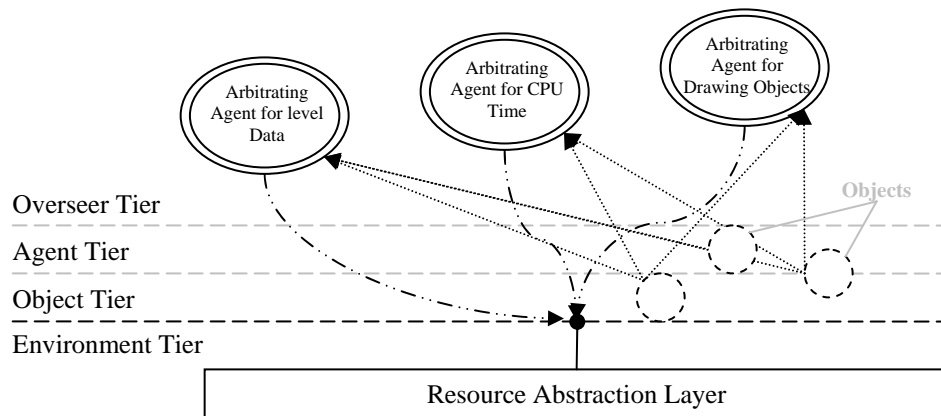 Arbitrating
Agent for level
Data
Arbitrating
Agent for CPU
Time
Arbitrating
Agent for
Drawing Objects
Objects
Overseer Tier
Agent Tier
Object Tier
Environment Tier
Resource Abstraction Layer